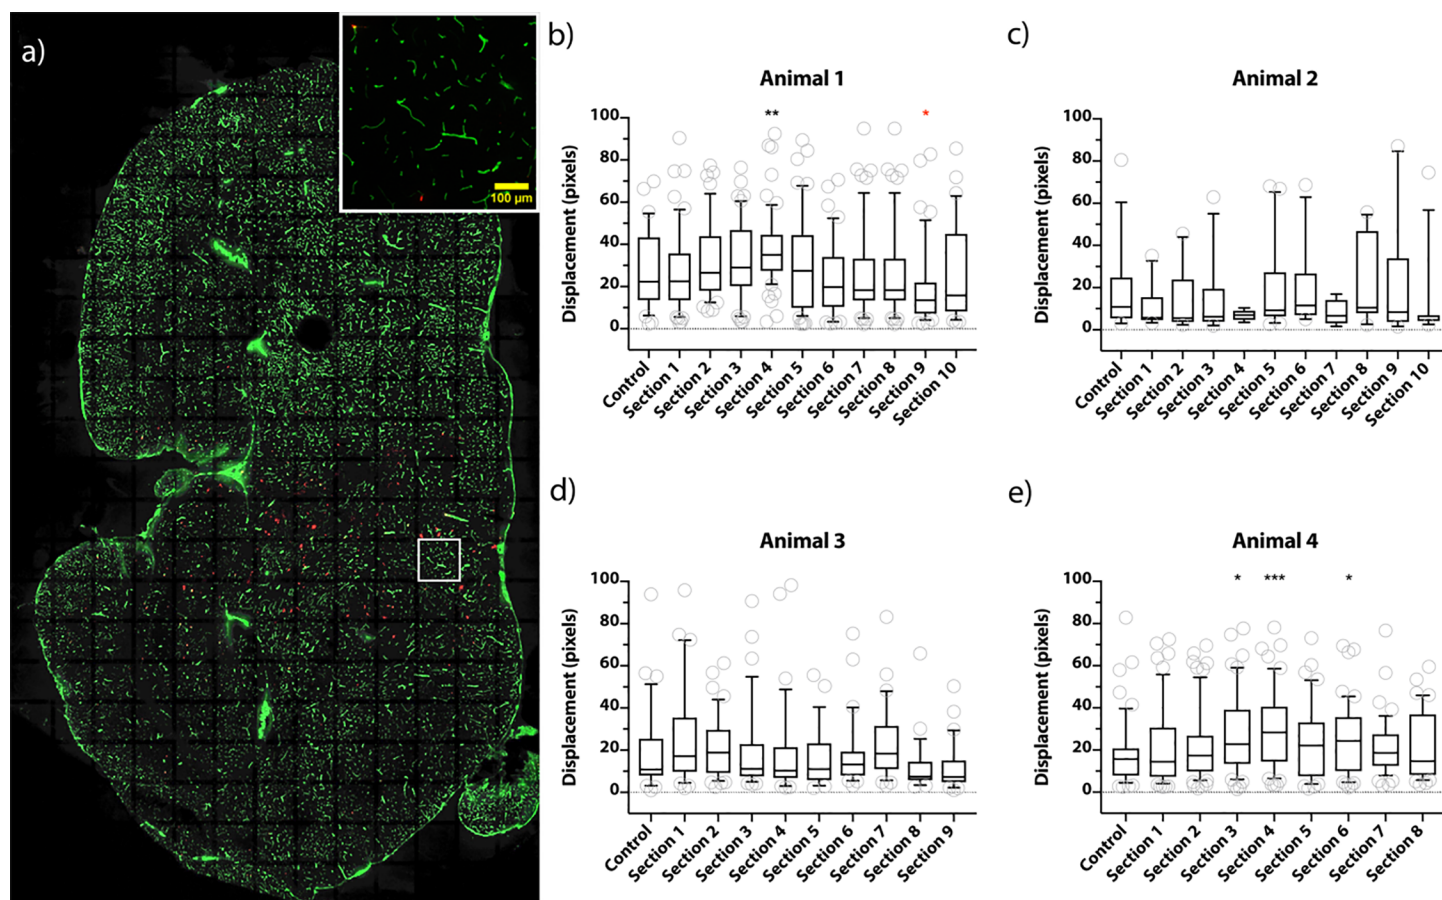 a)
100 µm
b)
Animal 1
Displacement (pixels)
100
80
60
40
20
0
**
*
Control
Section 1
Section 2
Section 3
Section 4
Section 5
Section 6
Section 7
Section 8
Section 9
Section 10
c)
Animal 2
Displacement (pixels)
100
80
60
40
20
0
Control
Section 1
Section 2
Section 3
Section 4
Section 5
Section 6
Section 7
Section 8
Section 9
Section 10
d)
Animal 3
Displacement (pixels)
100
80
60
40
20
0
Control
Section 1
Section 2
Section 3
Section 4
Section 5
Section 6
Section 7
Section 8
Section 9
e)
Animal 4
Displacement (pixels)
100
80
60
40
20
0
*
***
*
Control
Section 1
Section 2
Section 3
Section 4
Section 5
Section 6
Section 7
Section 8